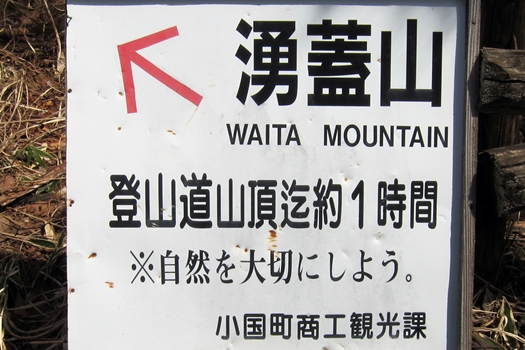 湧蓋山
WAITA MOUNTAIN
登山道山頂迄約1時間
※自然を大切にしよう。
小国町商工観光課